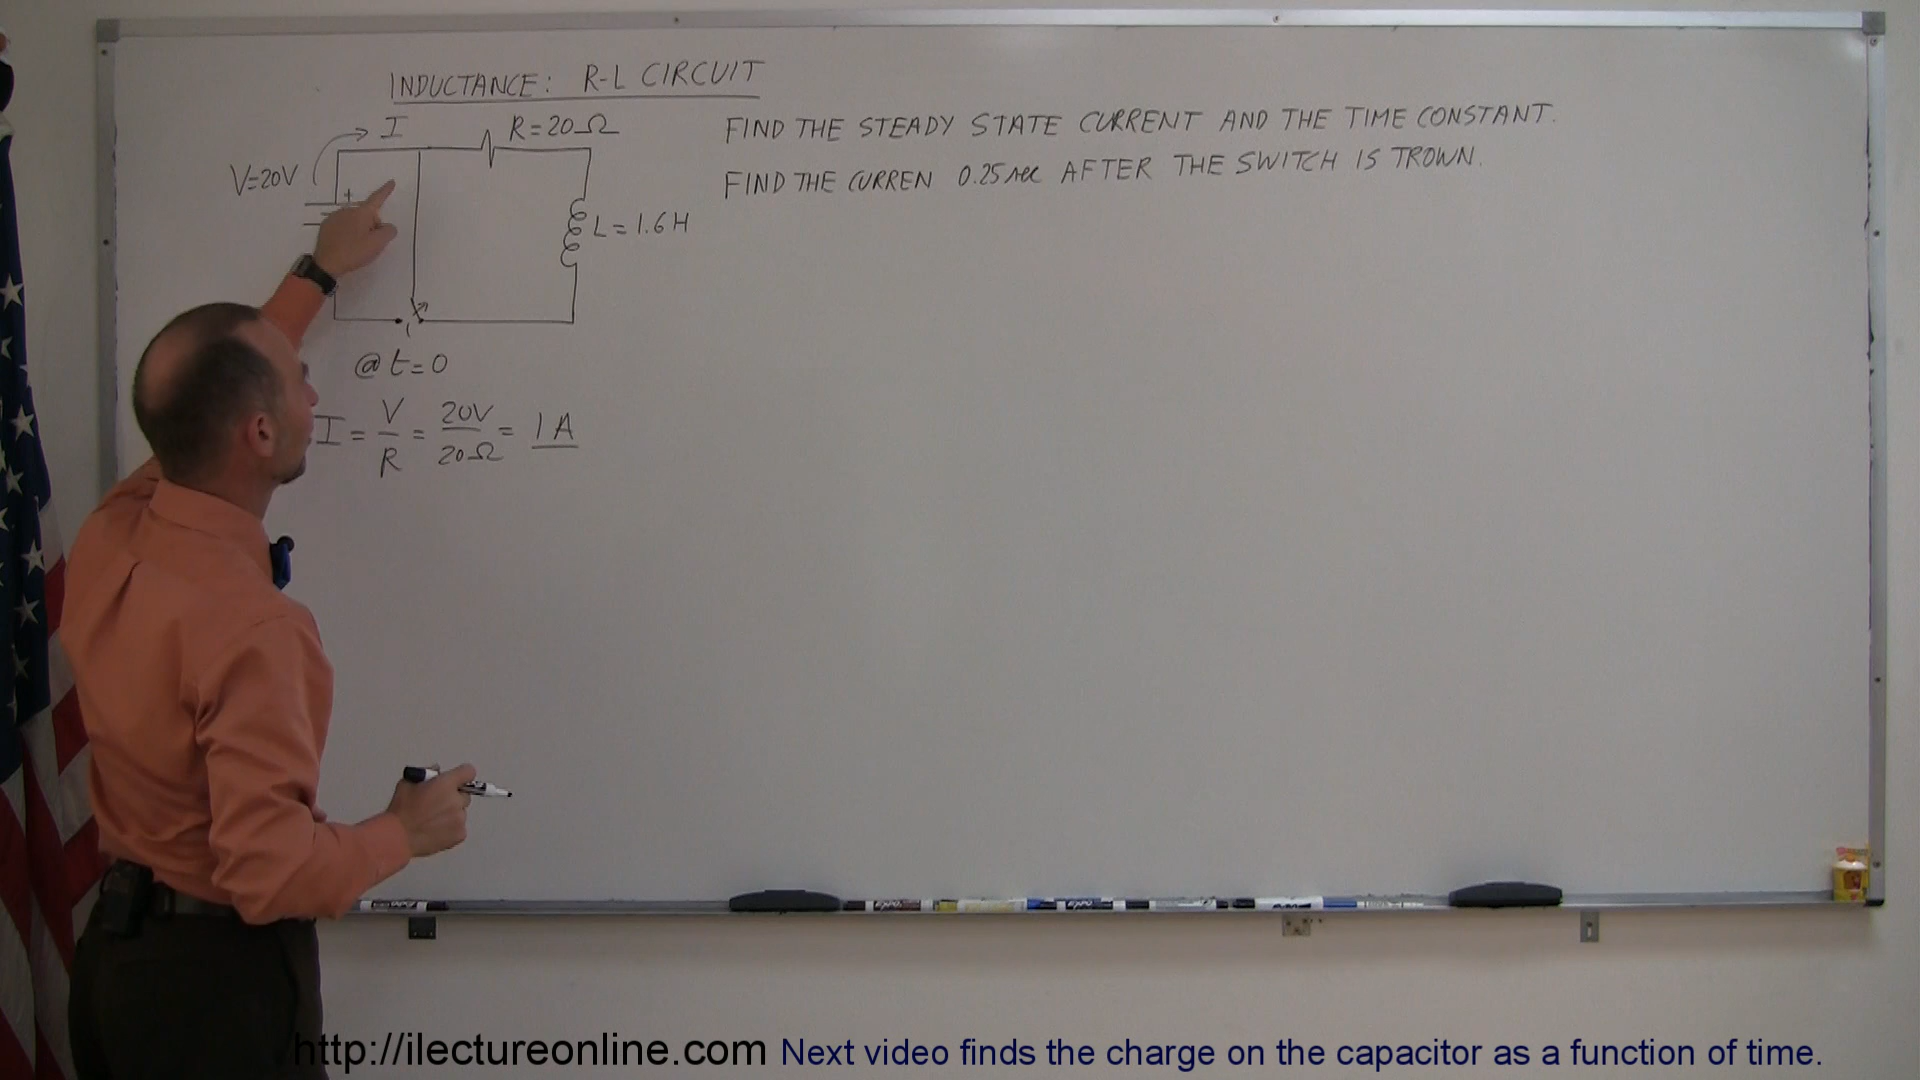 INDUCTANCE: R-L CIRCUIT
I
R=20Ω
V=20V
+
L=1.6H
@ t=0
I = V/R = 20V/20Ω = 1A
FIND THE STEADY STATE CURRENT AND THE TIME CONSTANT.
FIND THE CURREN 0.25 sec AFTER THE SWITCH IS TROWN.
EXPO
http://ilectureonline.com Next video finds the charge on the capacitor as a function of time.